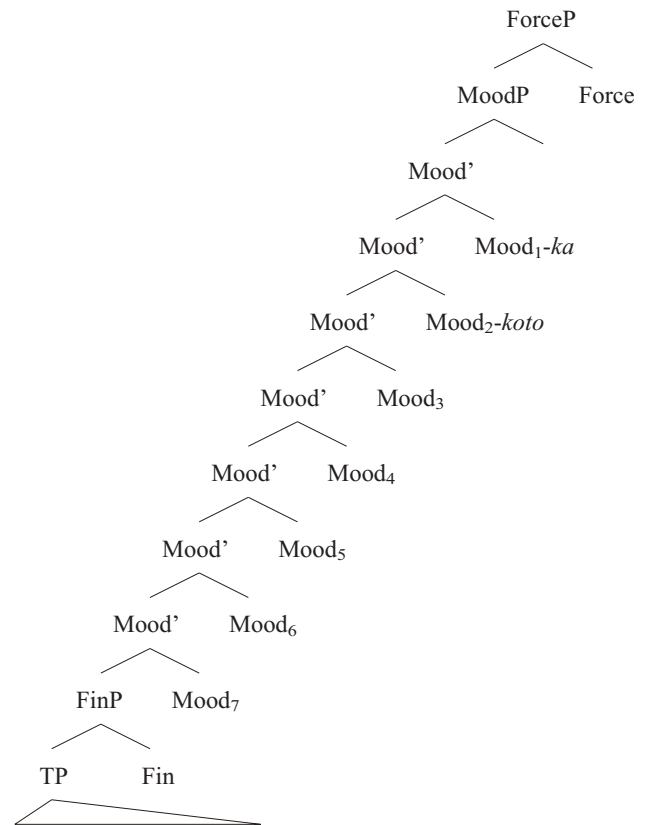 ForceP
MoodP Force
Mood’
Mood’ Mood₁-ka
Mood’ Mood₂-koto
Mood’ Mood₃
Mood’ Mood₄
Mood’ Mood₅
Mood’ Mood₆
FinP Mood₇
TP Fin